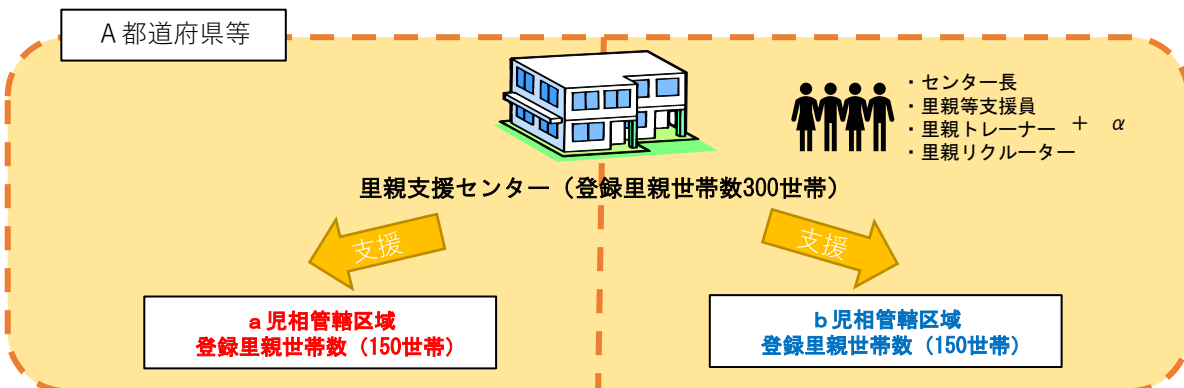 A都道府県等
・センター長
・里親等支援員
・里親トレーナー + α
・里親リクルーター
里親支援センター（登録里親世帯数300世帯）
支援
支援
a児相管轄区域
登録里親世帯数（150世帯）
b児相管轄区域
登録里親世帯数（150世帯）